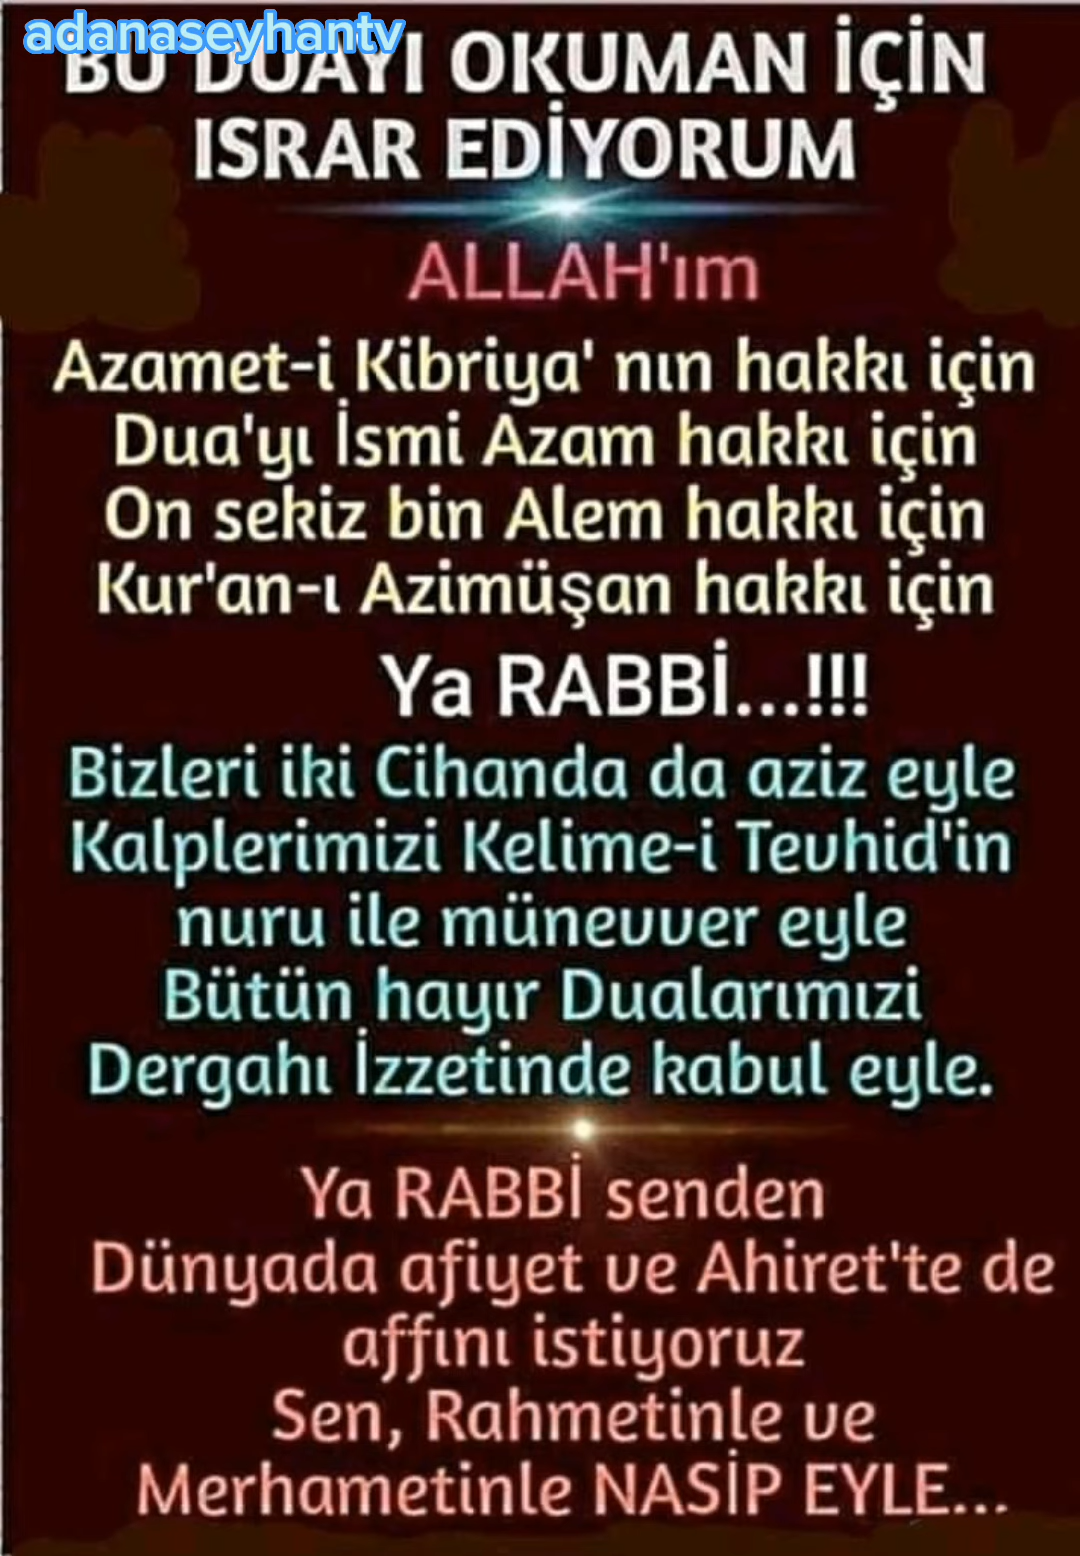 adanaseyhantv
BU DUAYI OKUMAN İÇİN
ISRAR EDİYORUM
ALLAH'ım
Azamet-i Kibriya' nın hakkı için
Dua'yı İsmi Azam hakkı için
On sekiz bin Alem hakkı için
Kur'an-ı Azimüşan hakkı için
Ya RABBİ...!!!
Bizleri iki Cihanda da aziz eyle
Kalplerimizi Kelime-i Tevhid'in
nuru ile münevver eyle
Bütün hayır Dualarımızi
Dergahı İzzetinde kabul eyle.
Ya RABBİ senden
Dünyada afiyet ve Ahiret'te de
affını istiyoruz
Sen, Rahmetinle ve
Merhametinle NASİP EYLE...